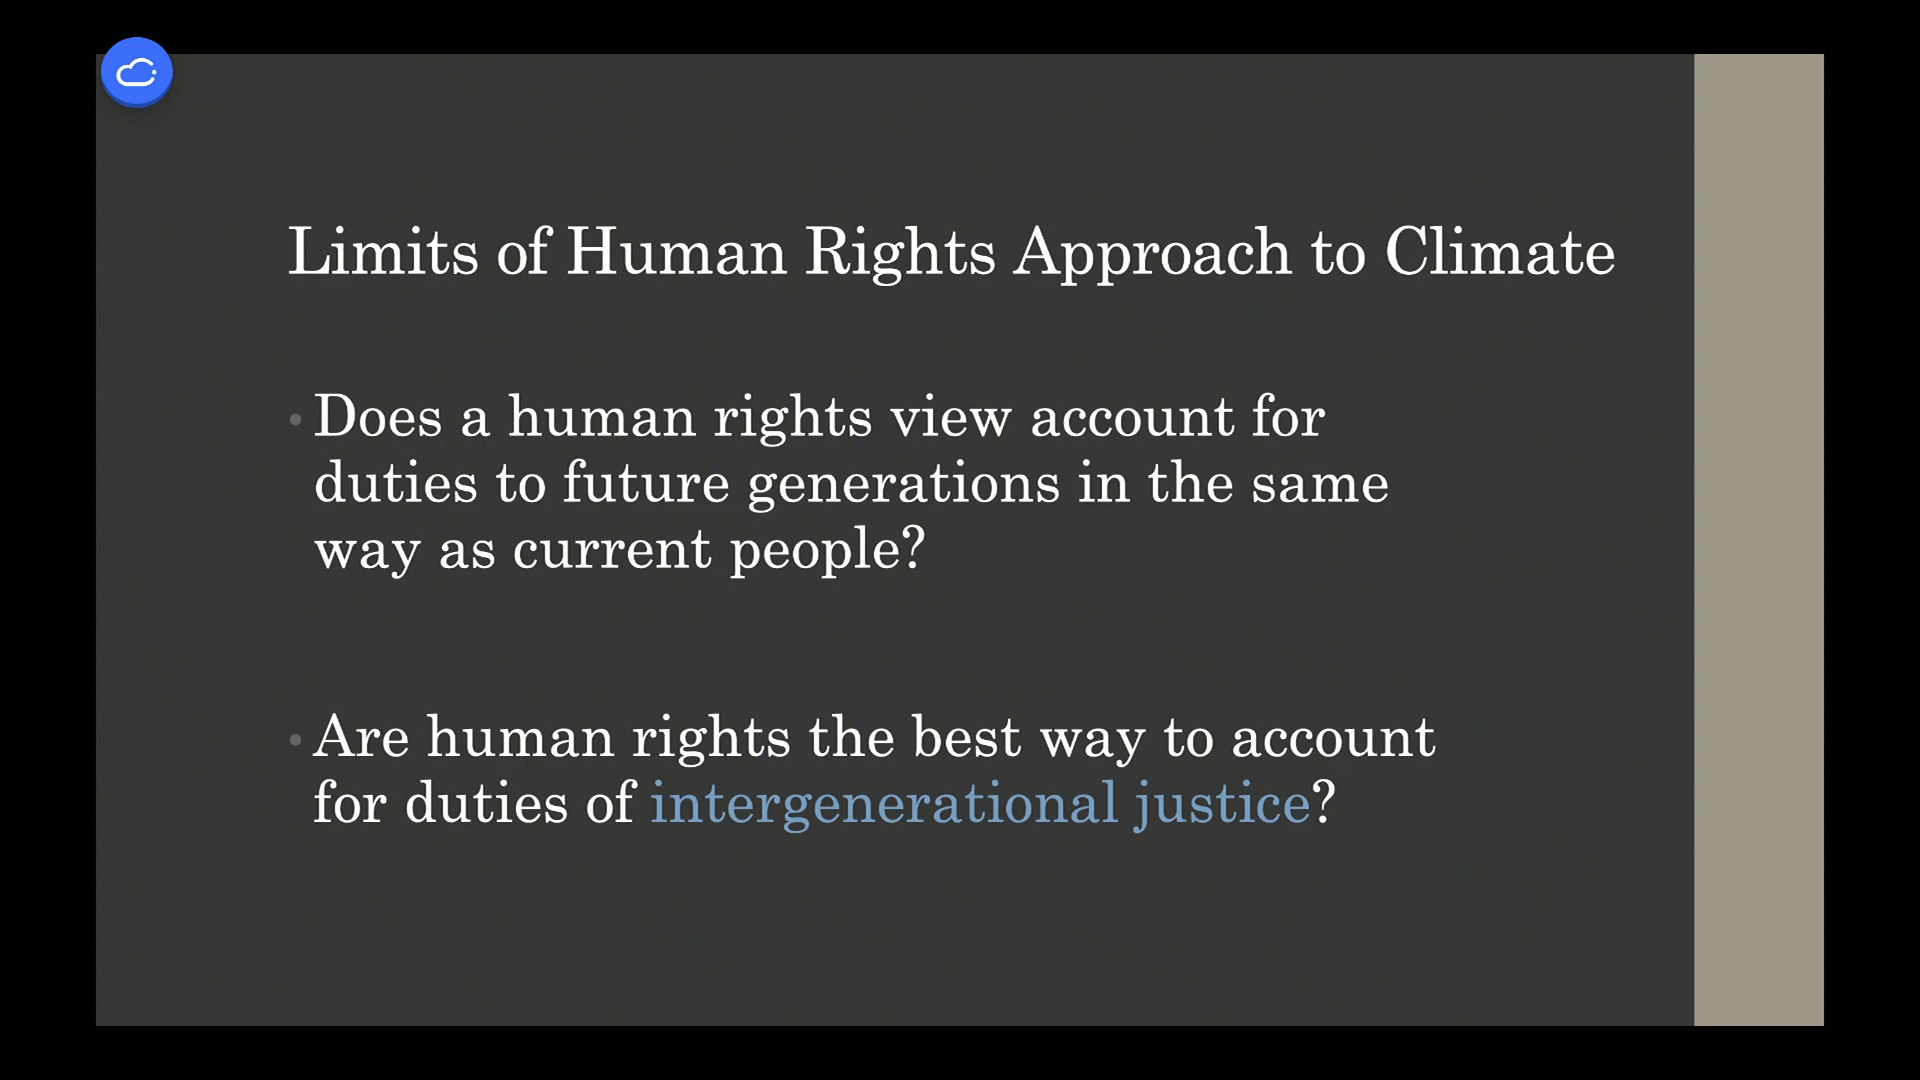 Limits of Human Rights Approach to Climate
• Does a human rights view account for
duties to future generations in the same
way as current people?
• Are human rights the best way to account
for duties of intergenerational justice?